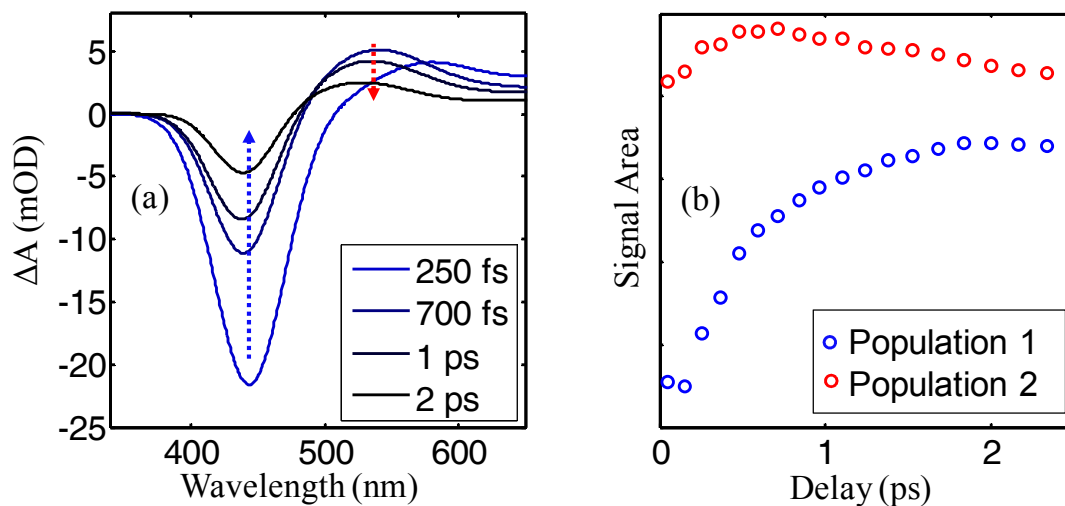 5
0
-5
-10
-15
-20
-25
ΔA (mOD)
(a)
250 fs
700 fs
1 ps
2 ps
400
500
600
Wavelength (nm)
Signal Area
(b)
Population 1
Population 2
0
1
2
Delay (ps)